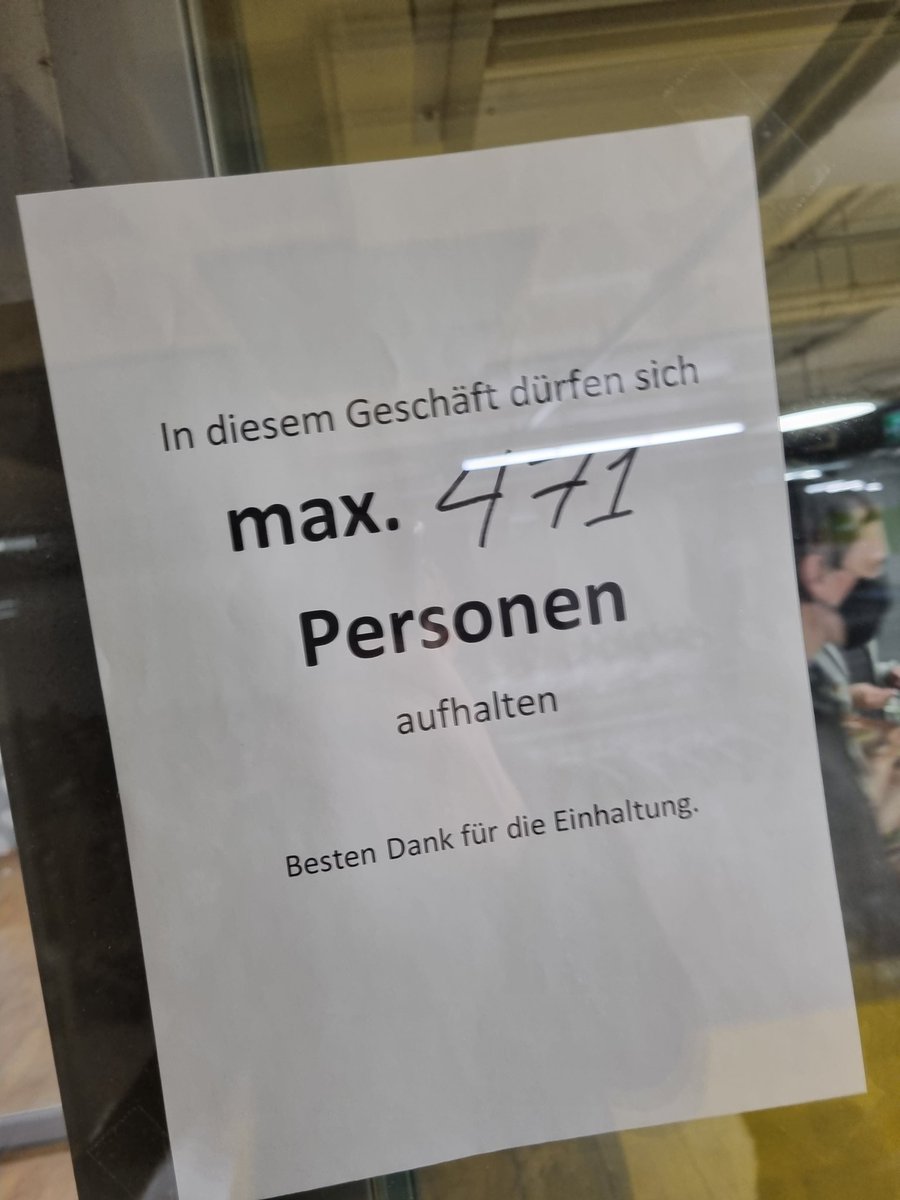 In diesem Geschäft dürfen sich
max. 471
Personen
aufhalten
Besten Dank für die Einhaltung.